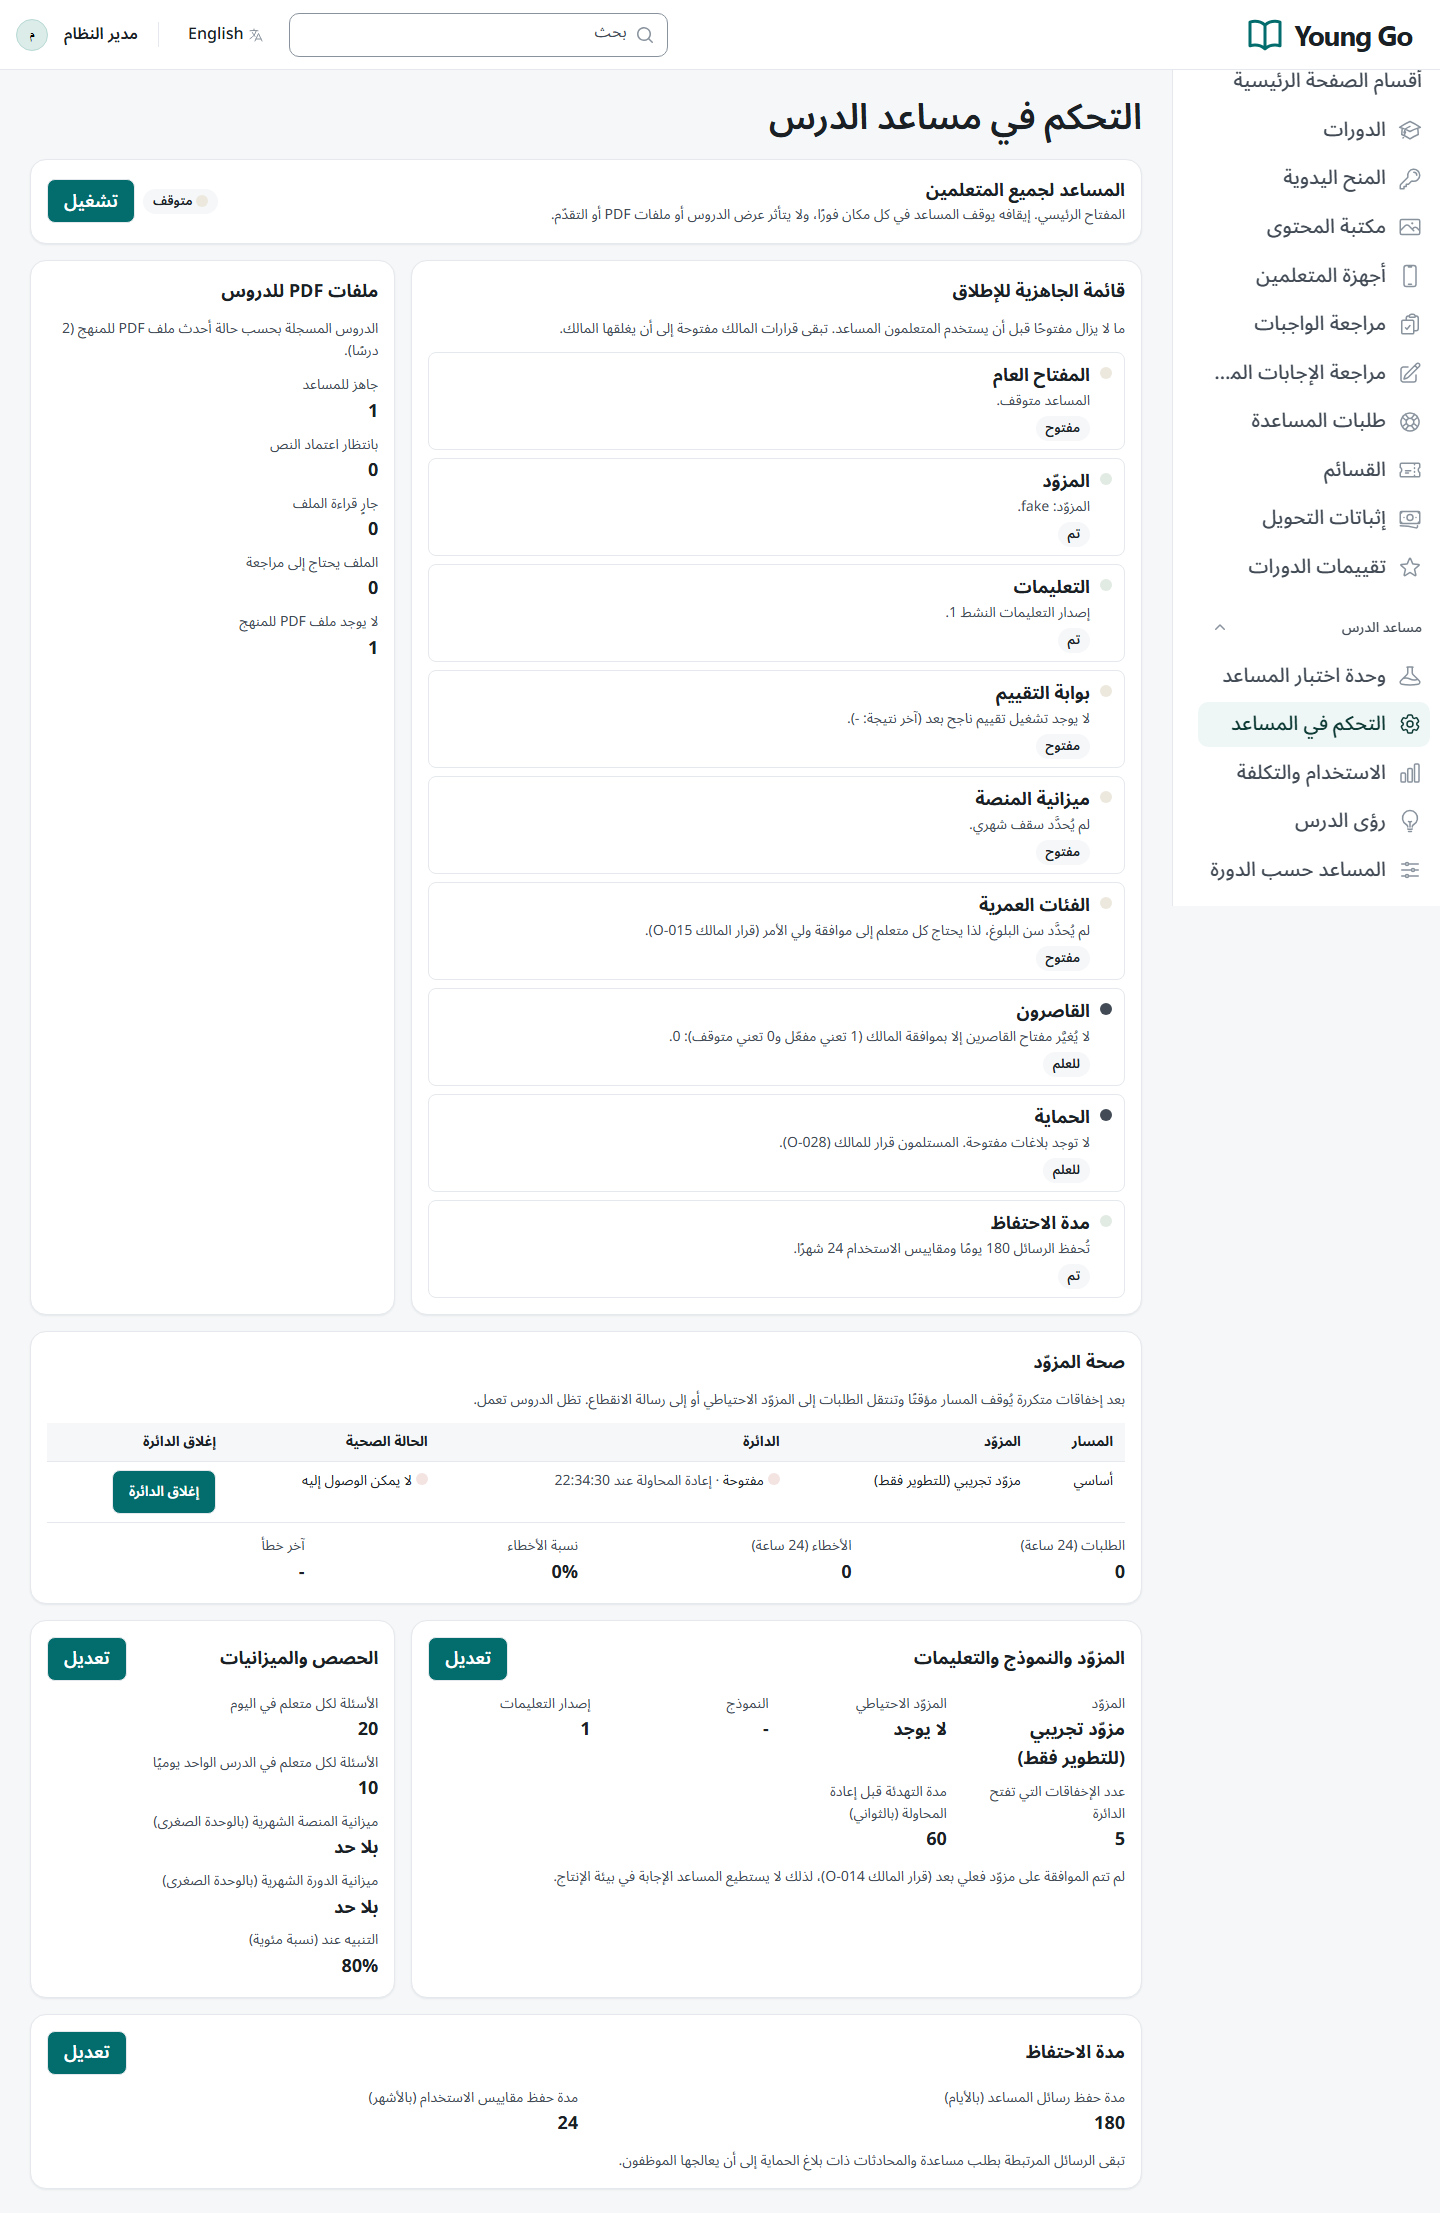 Young Go
بحث
English
مدير النظام
م
أقسام الصفحة الرئيسية
الدورات
المنح اليدوية
مكتبة المحتوى
أجهزة المتعلمين
مراجعة الواجبات
مراجعة الإجابات المـ...
طلبات المساعدة
القسائم
إثباتات التحويل
تقييمات الدورات
مساعد الدرس
وحدة اختبار المساعد
التحكم في المساعد
الاستخدام والتكلفة
رؤى الدرس
المساعد حسب الدورة
التحكم في مساعد الدرس
المساعد لجميع المتعلمين
المفتاح الرئيسي. إيقافه يوقف المساعد في كل مكان فورًا، ولا يتأثر عرض الدروس أو ملفات PDF أو التقدّم.
متوقف
تشغيل
قائمة الجاهزية للإطلاق
ما لا يزال مفتوحًا قبل أن يستخدم المتعلمون المساعد. تبقى قرارات المالك مفتوحة إلى أن يغلقها المالك.
المفتاح العام
المساعد متوقف.
مفتوح
المزوّد
المزوّد: fake.
تم
التعليمات
إصدار التعليمات النشط 1.
تم
بوابة التقييم
لا يوجد تشغيل تقييم ناجح بعد (آخر نتيجة: -).
مفتوح
ميزانية المنصة
لم يُحدَّد سقف شهري.
مفتوح
الفئات العمرية
لم يُحدَّد سن البلوغ، لذا يحتاج كل متعلم إلى موافقة ولي الأمر (قرار المالك O-015).
مفتوح
القاصرون
لا يُغيَّر مفتاح القاصرين إلا بموافقة المالك (1 تعني مفعّل و0 تعني متوقف): 0.
للعلم
الحماية
لا توجد بلاغات مفتوحة. المستلمون قرار للمالك (O-028).
للعلم
مدة الاحتفاظ
تُحفظ الرسائل 180 يومًا ومقاييس الاستخدام 24 شهرًا.
تم
ملفات PDF للدروس
الدروس المسجلة بحسب حالة أحدث ملف PDF للمنهج (2
درسًا).
جاهز للمساعد
1
بانتظار اعتماد النص
0
جارٍ قراءة الملف
0
الملف يحتاج إلى مراجعة
0
لا يوجد ملف PDF للمنهج
1
صحة المزوّد
بعد إخفاقات متكررة يُوقف المسار مؤقتًا وتنتقل الطلبات إلى المزوّد الاحتياطي أو إلى رسالة الانقطاع. تظل الدروس تعمل.
المسار المزوّد الدائرة الحالة الصحية إغلاق الدائرة
أساسي مزوّد تجريبي (للتطوير فقط) مفتوحة · إعادة المحاولة عند 22:34:30 لا يمكن الوصول إليه إغلاق الدائرة
الطلبات (24 ساعة) الأخطاء (24 ساعة) نسبة الأخطاء آخر خطأ
0 0 0% -
المزوّد والنموذج والتعليمات
تعديل
المزوّد المزوّد الاحتياطي النموذج إصدار التعليمات
مزوّد تجريبي لا يوجد - 1
(للتطوير فقط)
عدد الإخفاقات التي تفتح
الدائرة
5
مدة التهدئة قبل إعادة
المحاولة (بالثواني)
60
لم تتم الموافقة على مزوّد فعلي بعد (قرار المالك O-014)، لذلك لا يستطيع المساعد الإجابة في بيئة الإنتاج.
الحصص والميزانيات
تعديل
الأسئلة لكل متعلم في اليوم
20
الأسئلة لكل متعلم في الدرس الواحد يوميًا
10
ميزانية المنصة الشهرية (بالوحدة الصغرى)
بلا حد
ميزانية الدورة الشهرية (بالوحدة الصغرى)
بلا حد
التنبيه عند (نسبة مئوية)
80%
مدة الاحتفاظ
تعديل
مدة حفظ رسائل المساعد (بالأيام) مدة حفظ مقاييس الاستخدام (بالأشهر)
180 24
تبقى الرسائل المرتبطة بطلب مساعدة والمحادثات ذات بلاغ الحماية إلى أن يعالجها الموظفون.